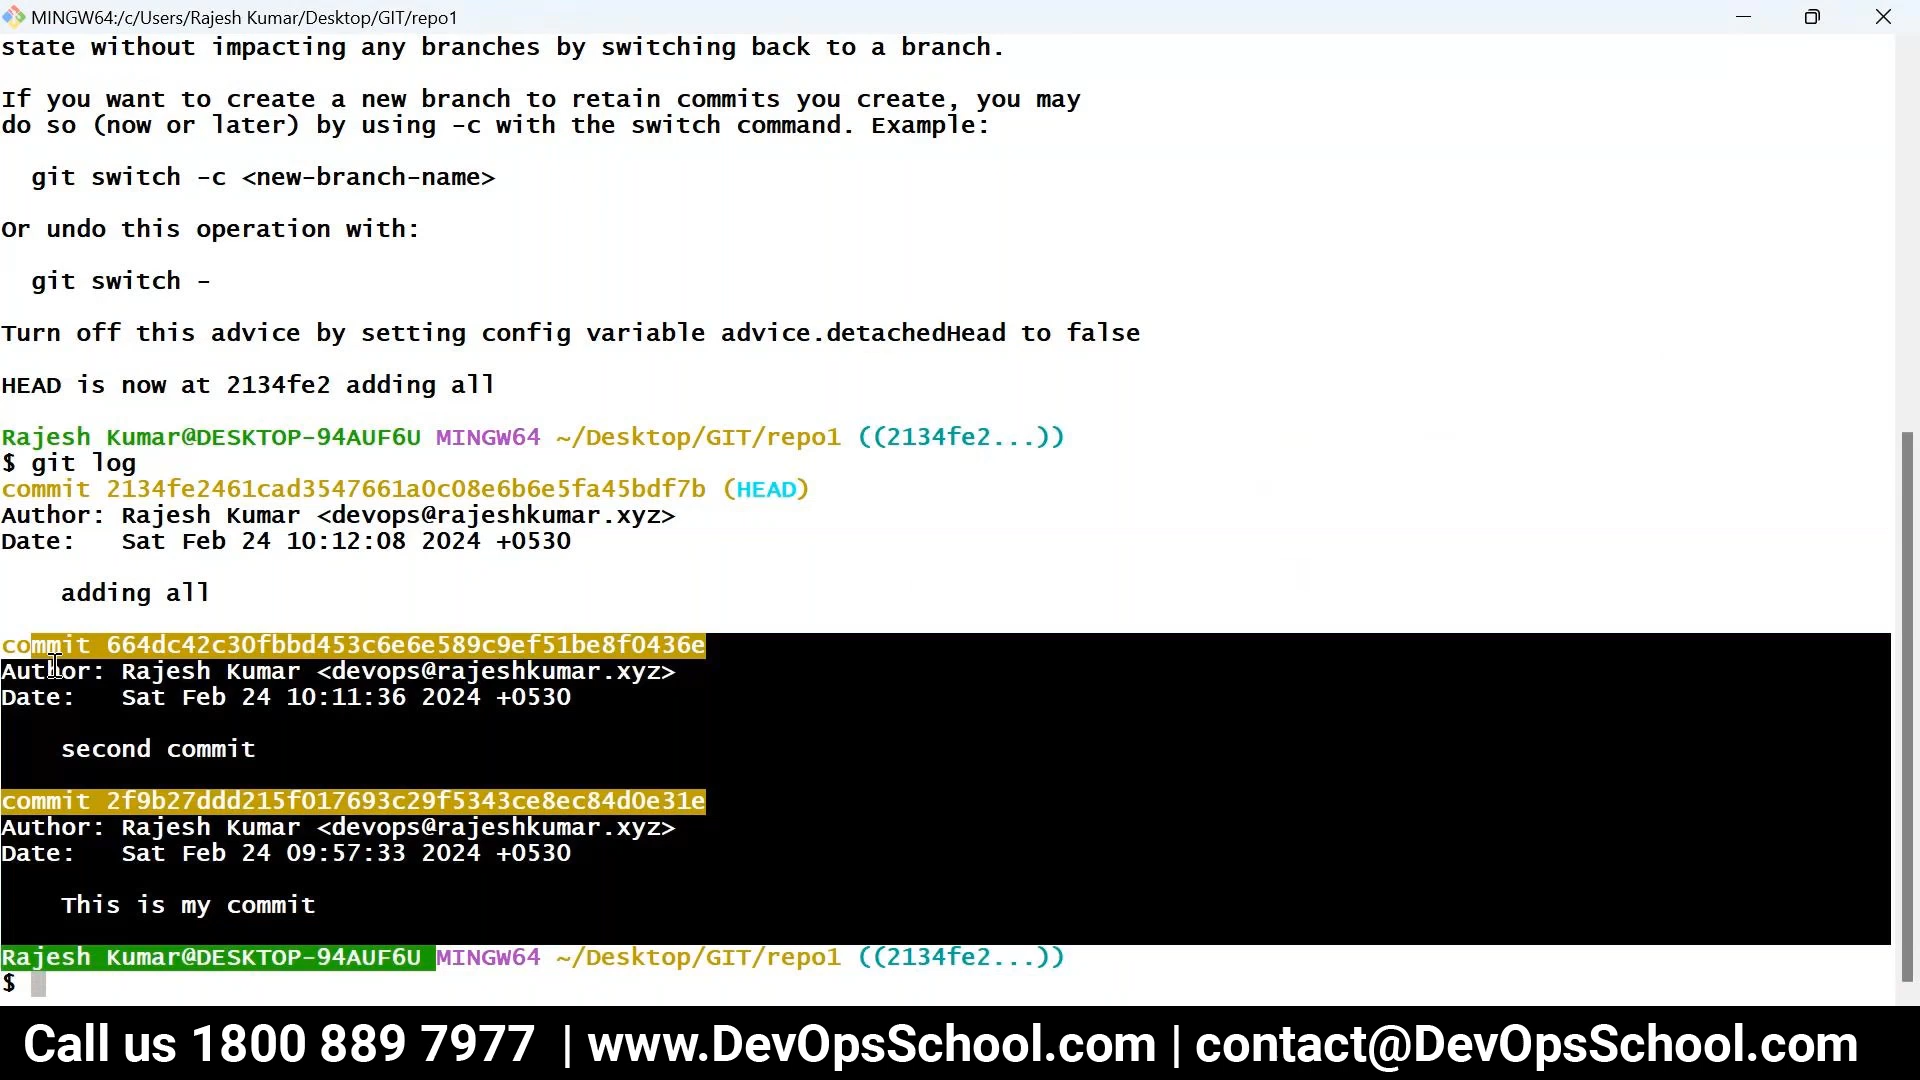 MINGW64:/c/Users/Rajesh Kumar/Desktop/GIT/repo1
state without impacting any branches by switching back to a branch.
If you want to create a new branch to retain commits you create, you may
do so (now or later) by using -c with the switch command. Example:
git switch -c <new-branch-name>
Or undo this operation with:
git switch -
Turn off this advice by setting config variable advice.detachedHead to false
HEAD is now at 2134fe2 adding all
Rajesh Kumar@DESKTOP-94AUF6U MINGW64 ~/Desktop/GIT/repo1 ((2134fe2...))
$ git log
commit 2134fe2461cad3547661a0c08e6b6e5fa45bdf7b (HEAD)
Author: Rajesh Kumar <devops@rajeshkumar.xyz>
Date:   Sat Feb 24 10:12:08 2024 +0530
adding all
commit 664dc42c30fbbd453c6e6e589c9ef51be8f0436e
Author: Rajesh Kumar <devops@rajeshkumar.xyz>
Date:   Sat Feb 24 10:11:36 2024 +0530
second commit
commit 2f9b27ddd215f017693c29f5343ce8ec84d0e31e
Author: Rajesh Kumar <devops@rajeshkumar.xyz>
Date:   Sat Feb 24 09:57:33 2024 +0530
This is my commit
Rajesh Kumar@DESKTOP-94AUF6U MINGW64 ~/Desktop/GIT/repo1 ((2134fe2...))
$
Call us 1800 889 7977 | www.DevOpsSchool.com | contact@DevOpsSchool.com